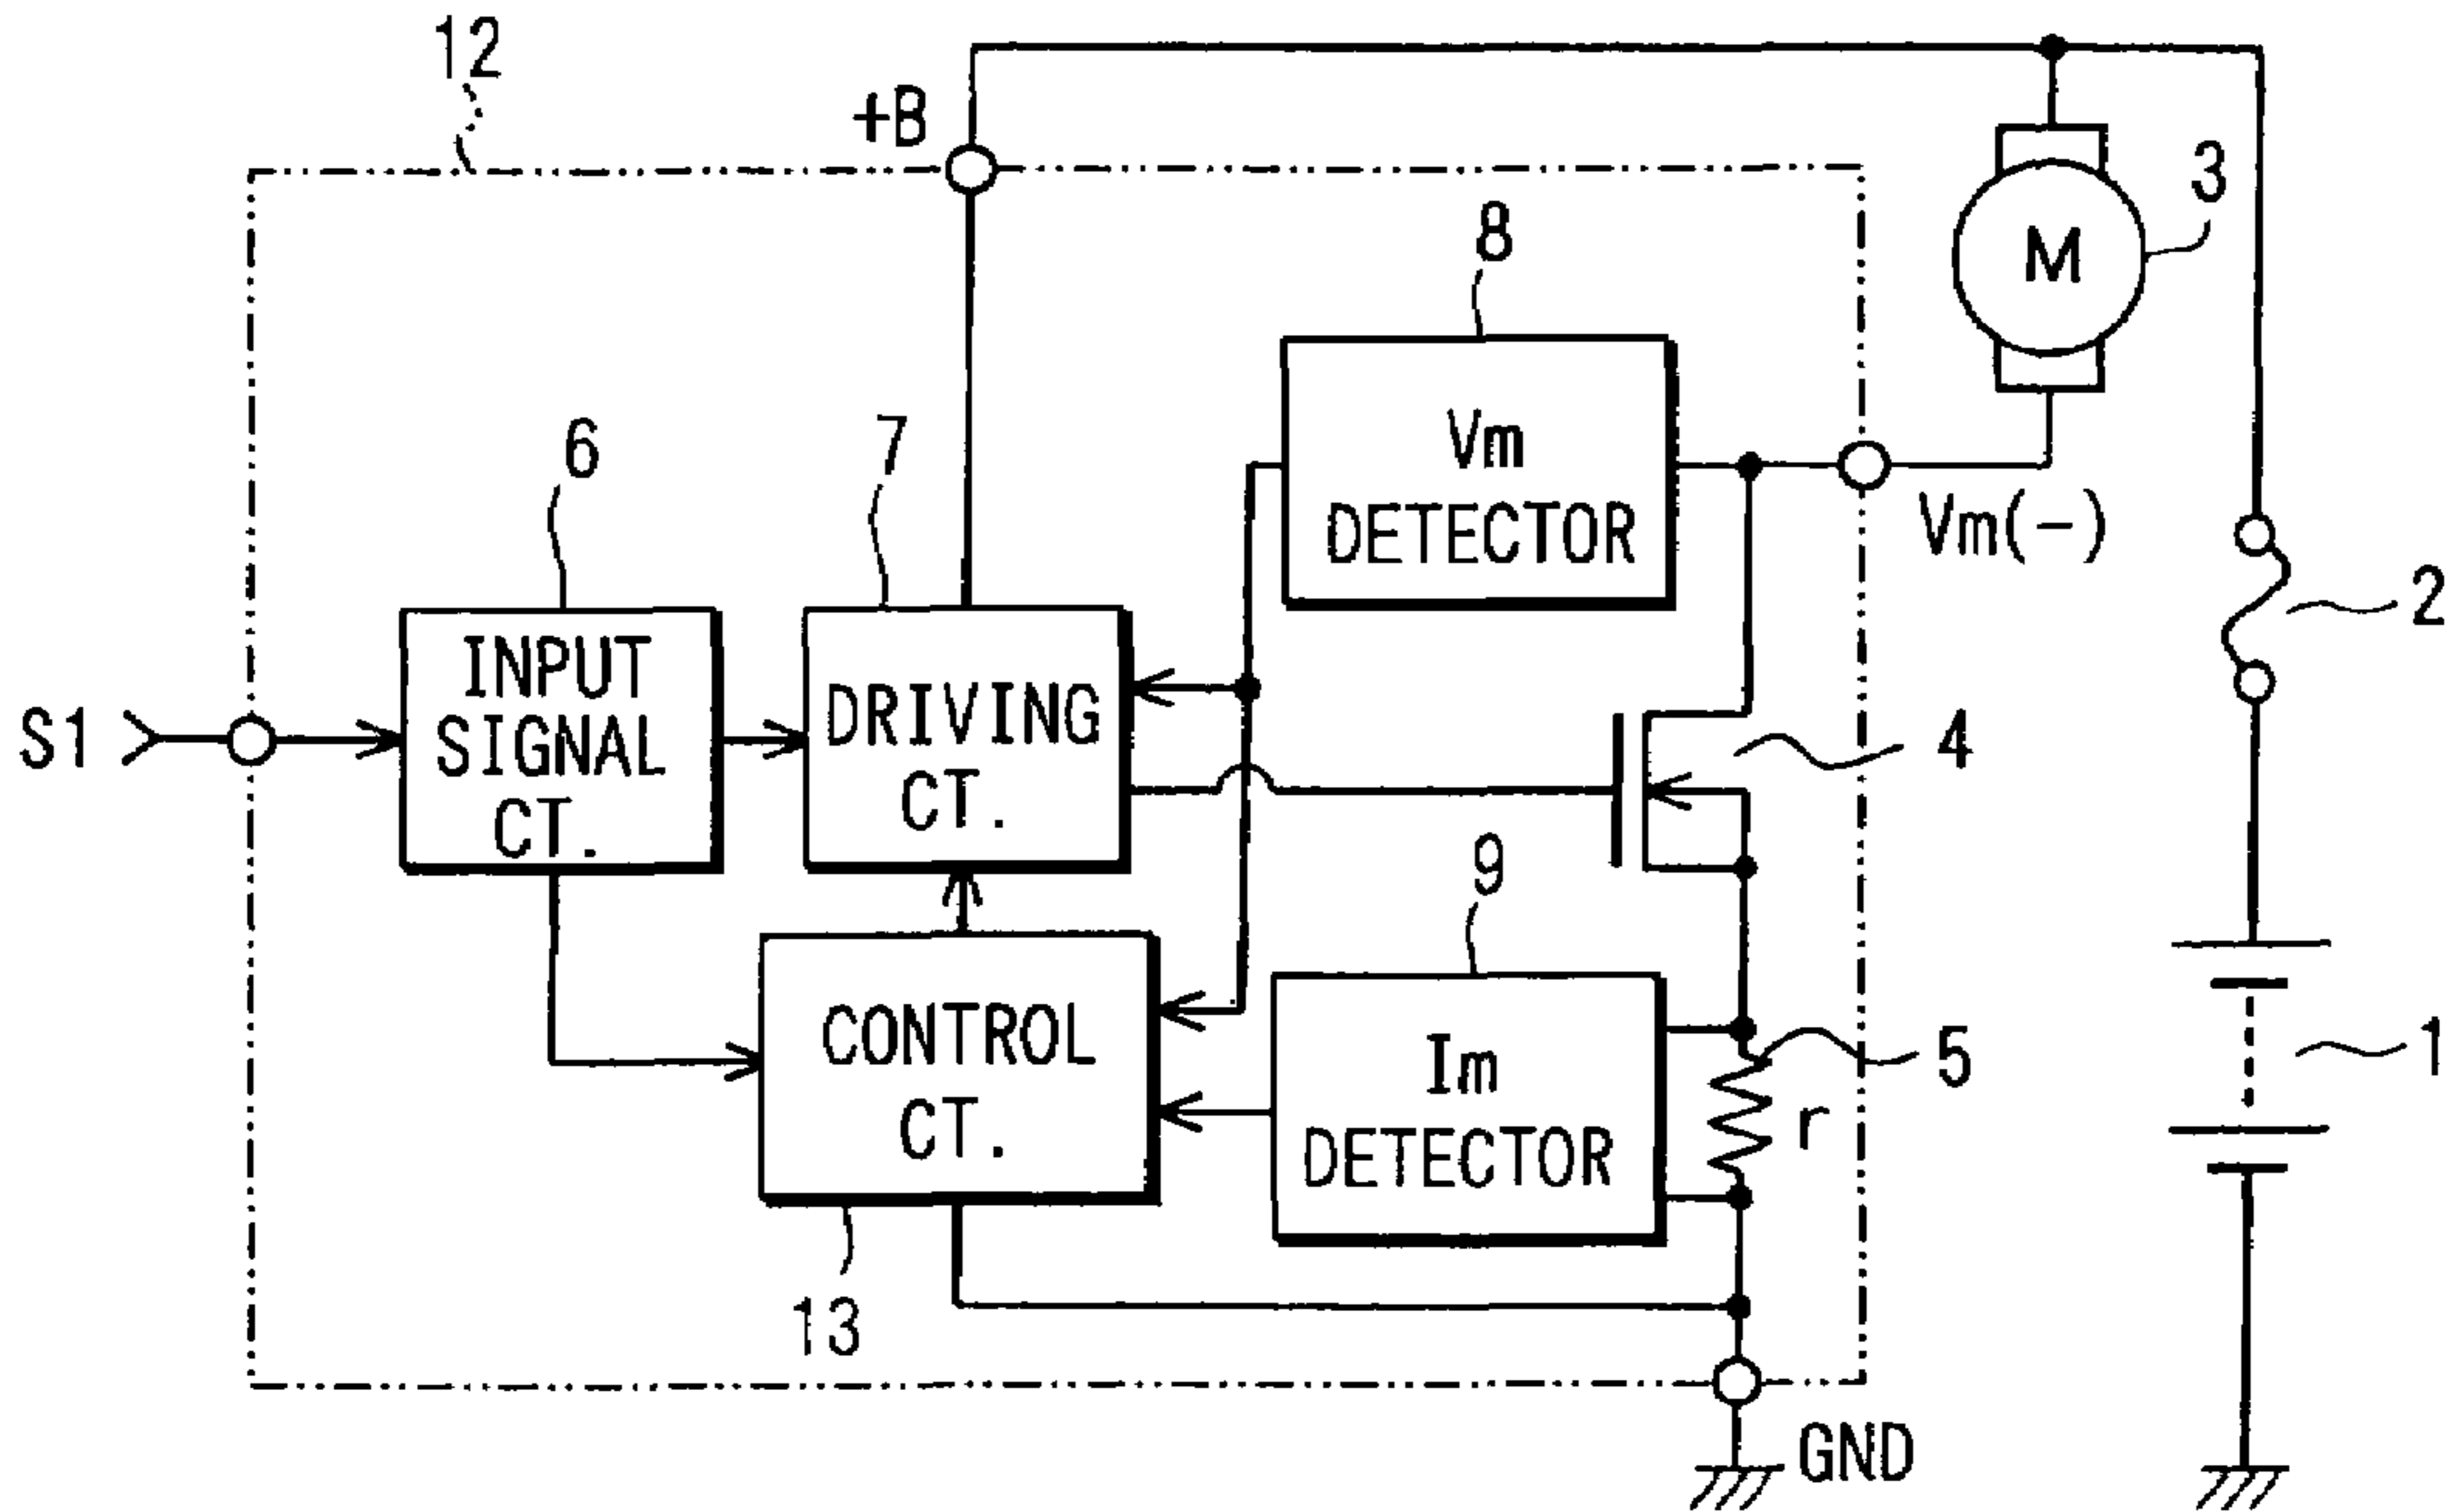 12
+B
3
M
8
Vm
DETECTOR
Vm(-)
2
6
7
INPUT
SIGNAL
CT.
DRIVING
CT.
S1
4
9
CONTROL
CT.
Im
DETECTOR
5
r
1
13
GND